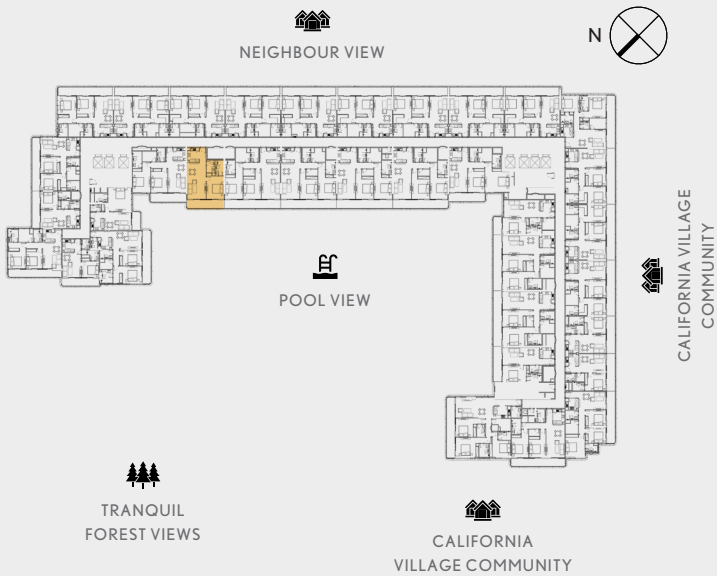 NEIGHBOUR VIEW
N
POOL VIEW
CALIFORNIA VILLAGE
COMMUNITY
TRANQUIL
FOREST VIEWS
CALIFORNIA
VILLAGE COMMUNITY